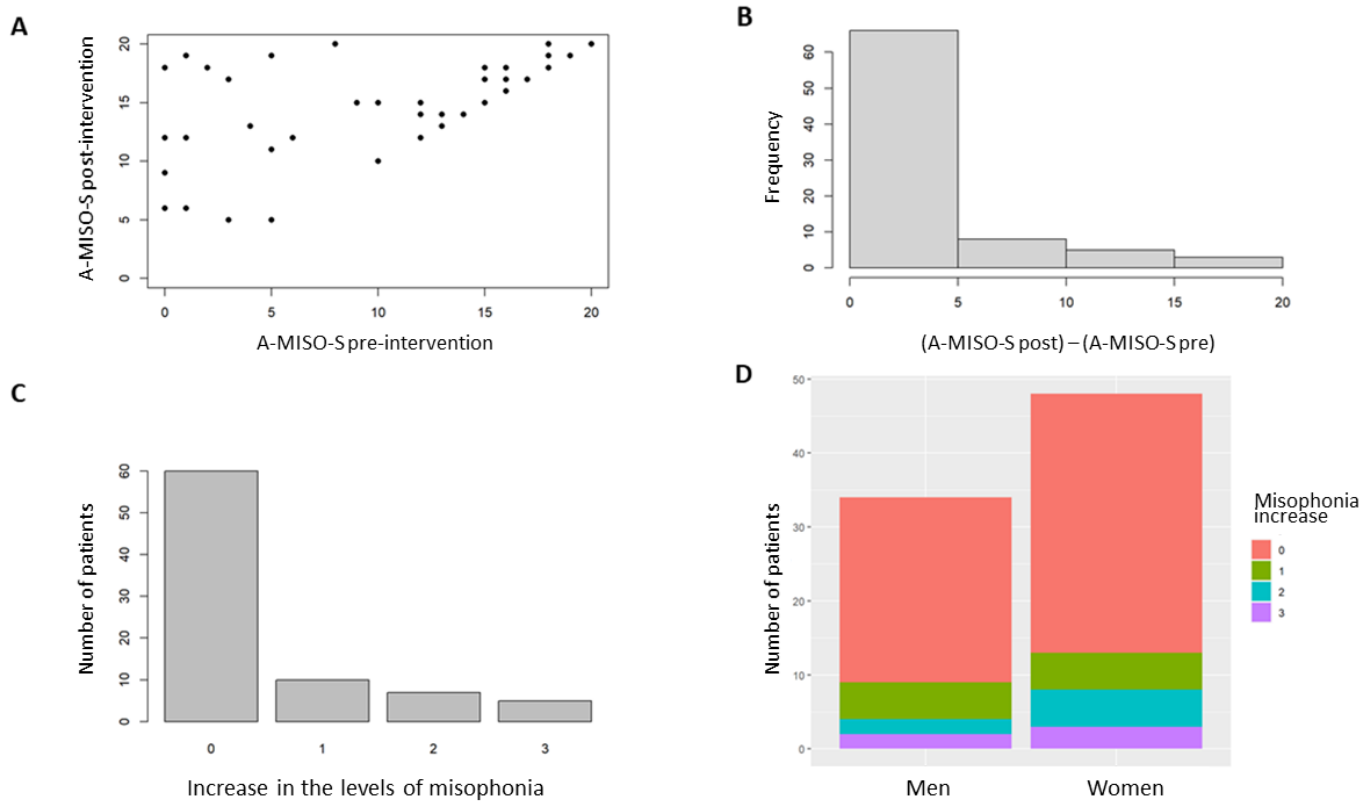 A
A-MISO-S post-intervention
20
15
10
5
0
0 5 10 15 20
A-MISO-S pre-intervention
B
Frequency
60
50
40
30
20
10
0
0 5 10 15 20
(A-MISO-S post) – (A-MISO-S pre)
C
Number of patients
60
50
40
30
20
10
0
0 1 2 3
Increase in the levels of misophonia
D
Number of patients
50
40
30
20
10
0
Men Women
Misophonia
increase
0
1
2
3